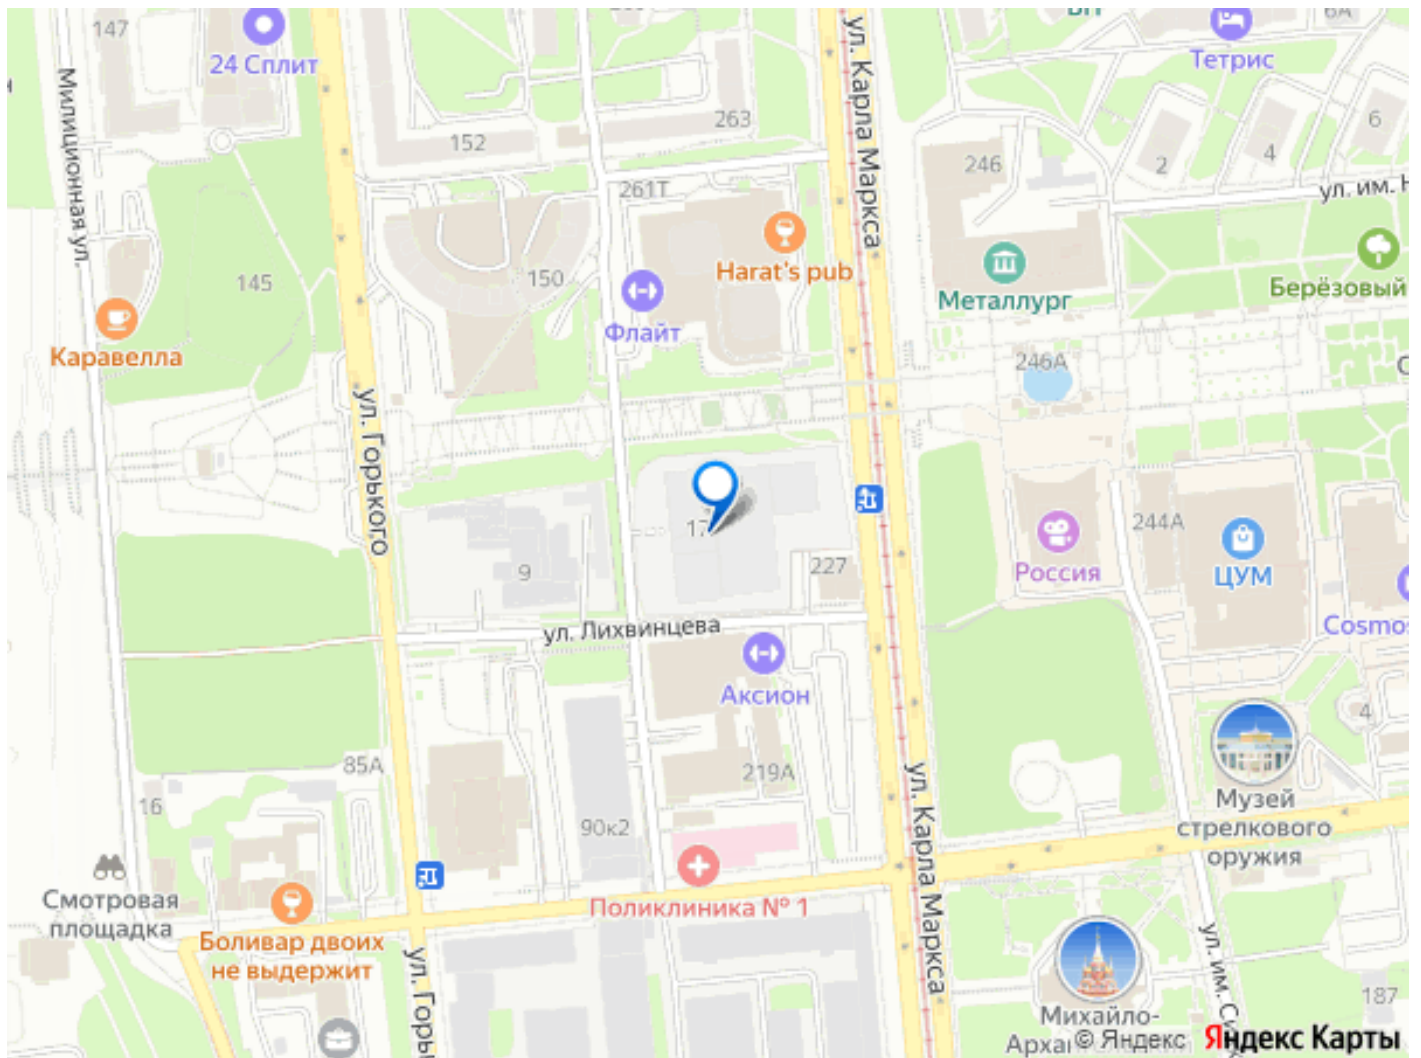 147
24 Сплит
Милиционная ул.
ул. Карла Маркса
Тетрис
6А
6
4
2
263
152
246
261Т
ул. им.
Harat's pub
Металлург
Берёзовый
145
150
Флайт
Каравелла
246А
ул. Горького
244А
Россия
ЦУМ
9
227
Cosmos
ул. Лихвинцева
Аксион
4
85А
219А
16
90к2
ул. Карла Маркса
Музей
стрелкового
оружия
Смотровая
площадка
Поликлиника № 1
Боливар двоих
не выдержит
ул. Горь
ул. им.
187
Михайло-
© Яндекс
Яндекс Карты